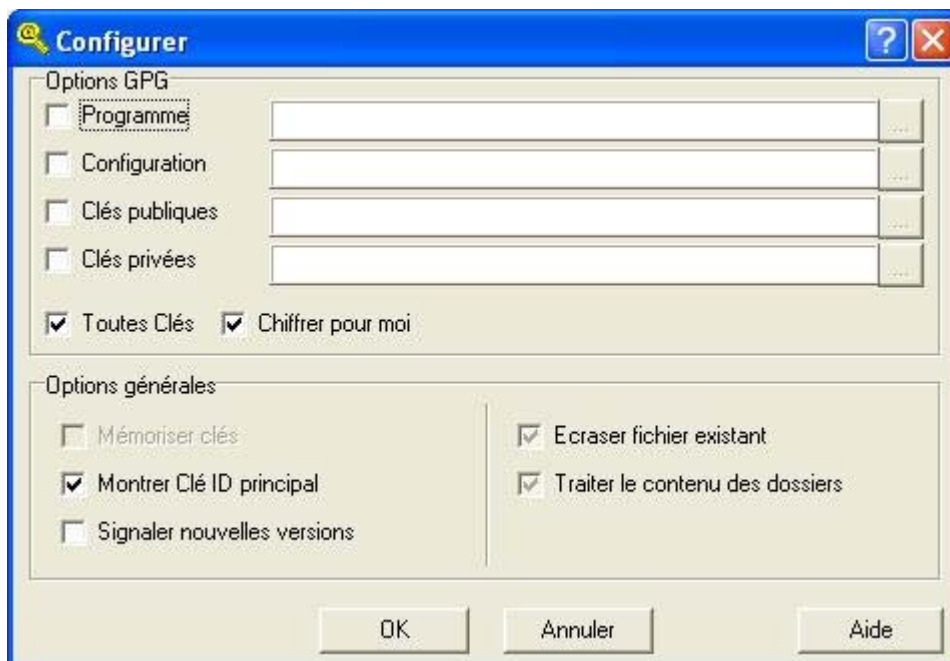 Configurer
Options GPG
Programme
...
Configuration
...
Clés publiques
...
Clés privées
...
Toutes Clés Chiffrer pour moi
Options générales
Mémoriser clés Ecraser fichier existant
Montrer Clé ID principal Traiter le contenu des dossiers
Signaler nouvelles versions
OK Annuler Aide